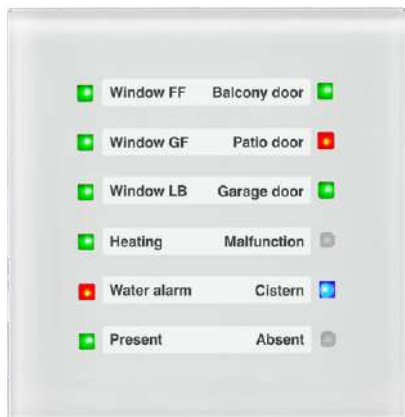 Window FF Balcony door
Window GF Patio door
Window LB Garage door
Heating Malfunction
Water alarm Cistern
Present Absent